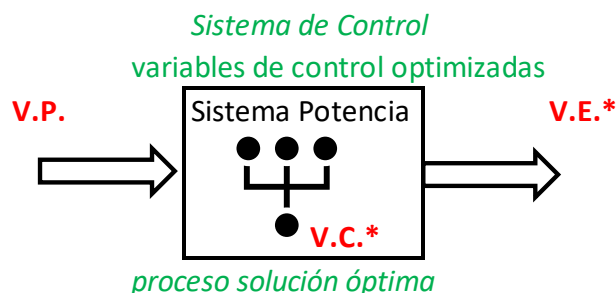 Sistema de Control
variables de control optimizadas
V.P.
Sistema Potencia
V.E.*
V.C.*
proceso solución óptima